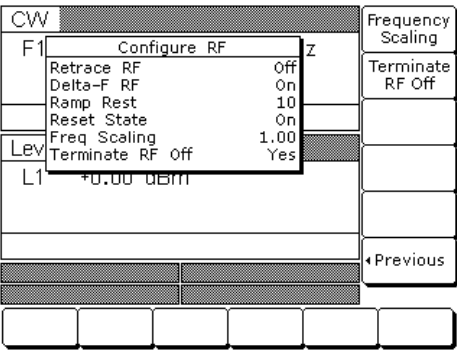 CW
Frequency
Scaling
F1
z
Configure RF
Retrace RF Off
Delta-F RF On
Ramp Rest 10
Reset State On
Freq Scaling 1.00
Terminate RF Off Yes
Terminate
RF Off
Lev
L1 +0.00 dBm
◂Previous